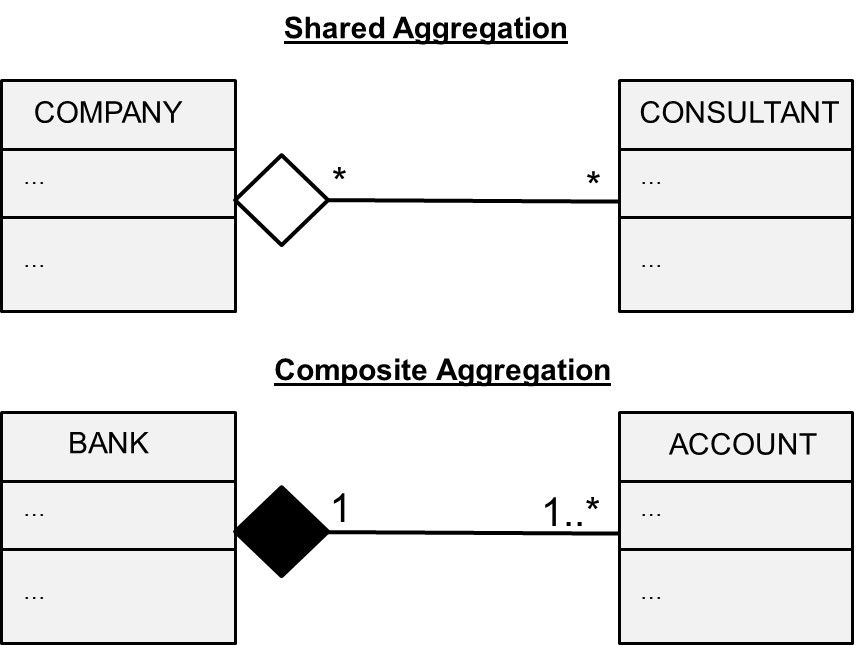 Shared Aggregation
COMPANY
...
...
*
*
CONSULTANT
...
...
Composite Aggregation
BANK
...
...
1
1..*
ACCOUNT
...
...